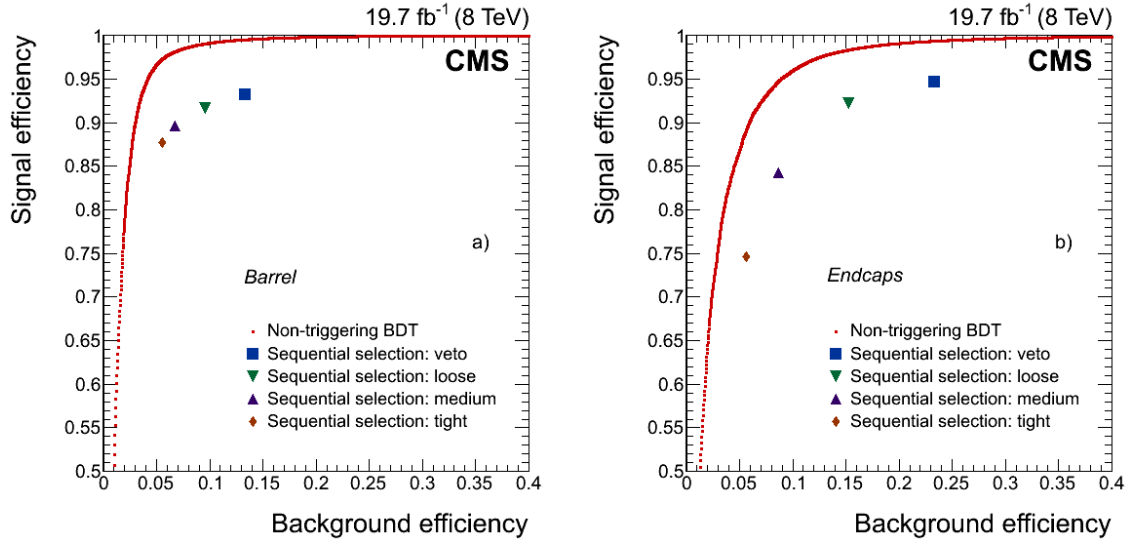 19.7 fb⁻¹ (8 TeV)
Signal efficiency
1
0.95
0.9
0.85
0.8
0.75
0.7
0.65
0.6
0.55
0.5
CMS
a)
Barrel
Non-triggering BDT
Sequential selection: veto
Sequential selection: loose
Sequential selection: medium
Sequential selection: tight
0 0.05 0.1 0.15 0.2 0.25 0.3 0.35 0.4
Background efficiency
19.7 fb⁻¹ (8 TeV)
Signal efficiency
1
0.95
0.9
0.85
0.8
0.75
0.7
0.65
0.6
0.55
0.5
CMS
b)
Endcaps
Non-triggering BDT
Sequential selection: veto
Sequential selection: loose
Sequential selection: medium
Sequential selection: tight
0 0.05 0.1 0.15 0.2 0.25 0.3 0.35 0.4
Background efficiency